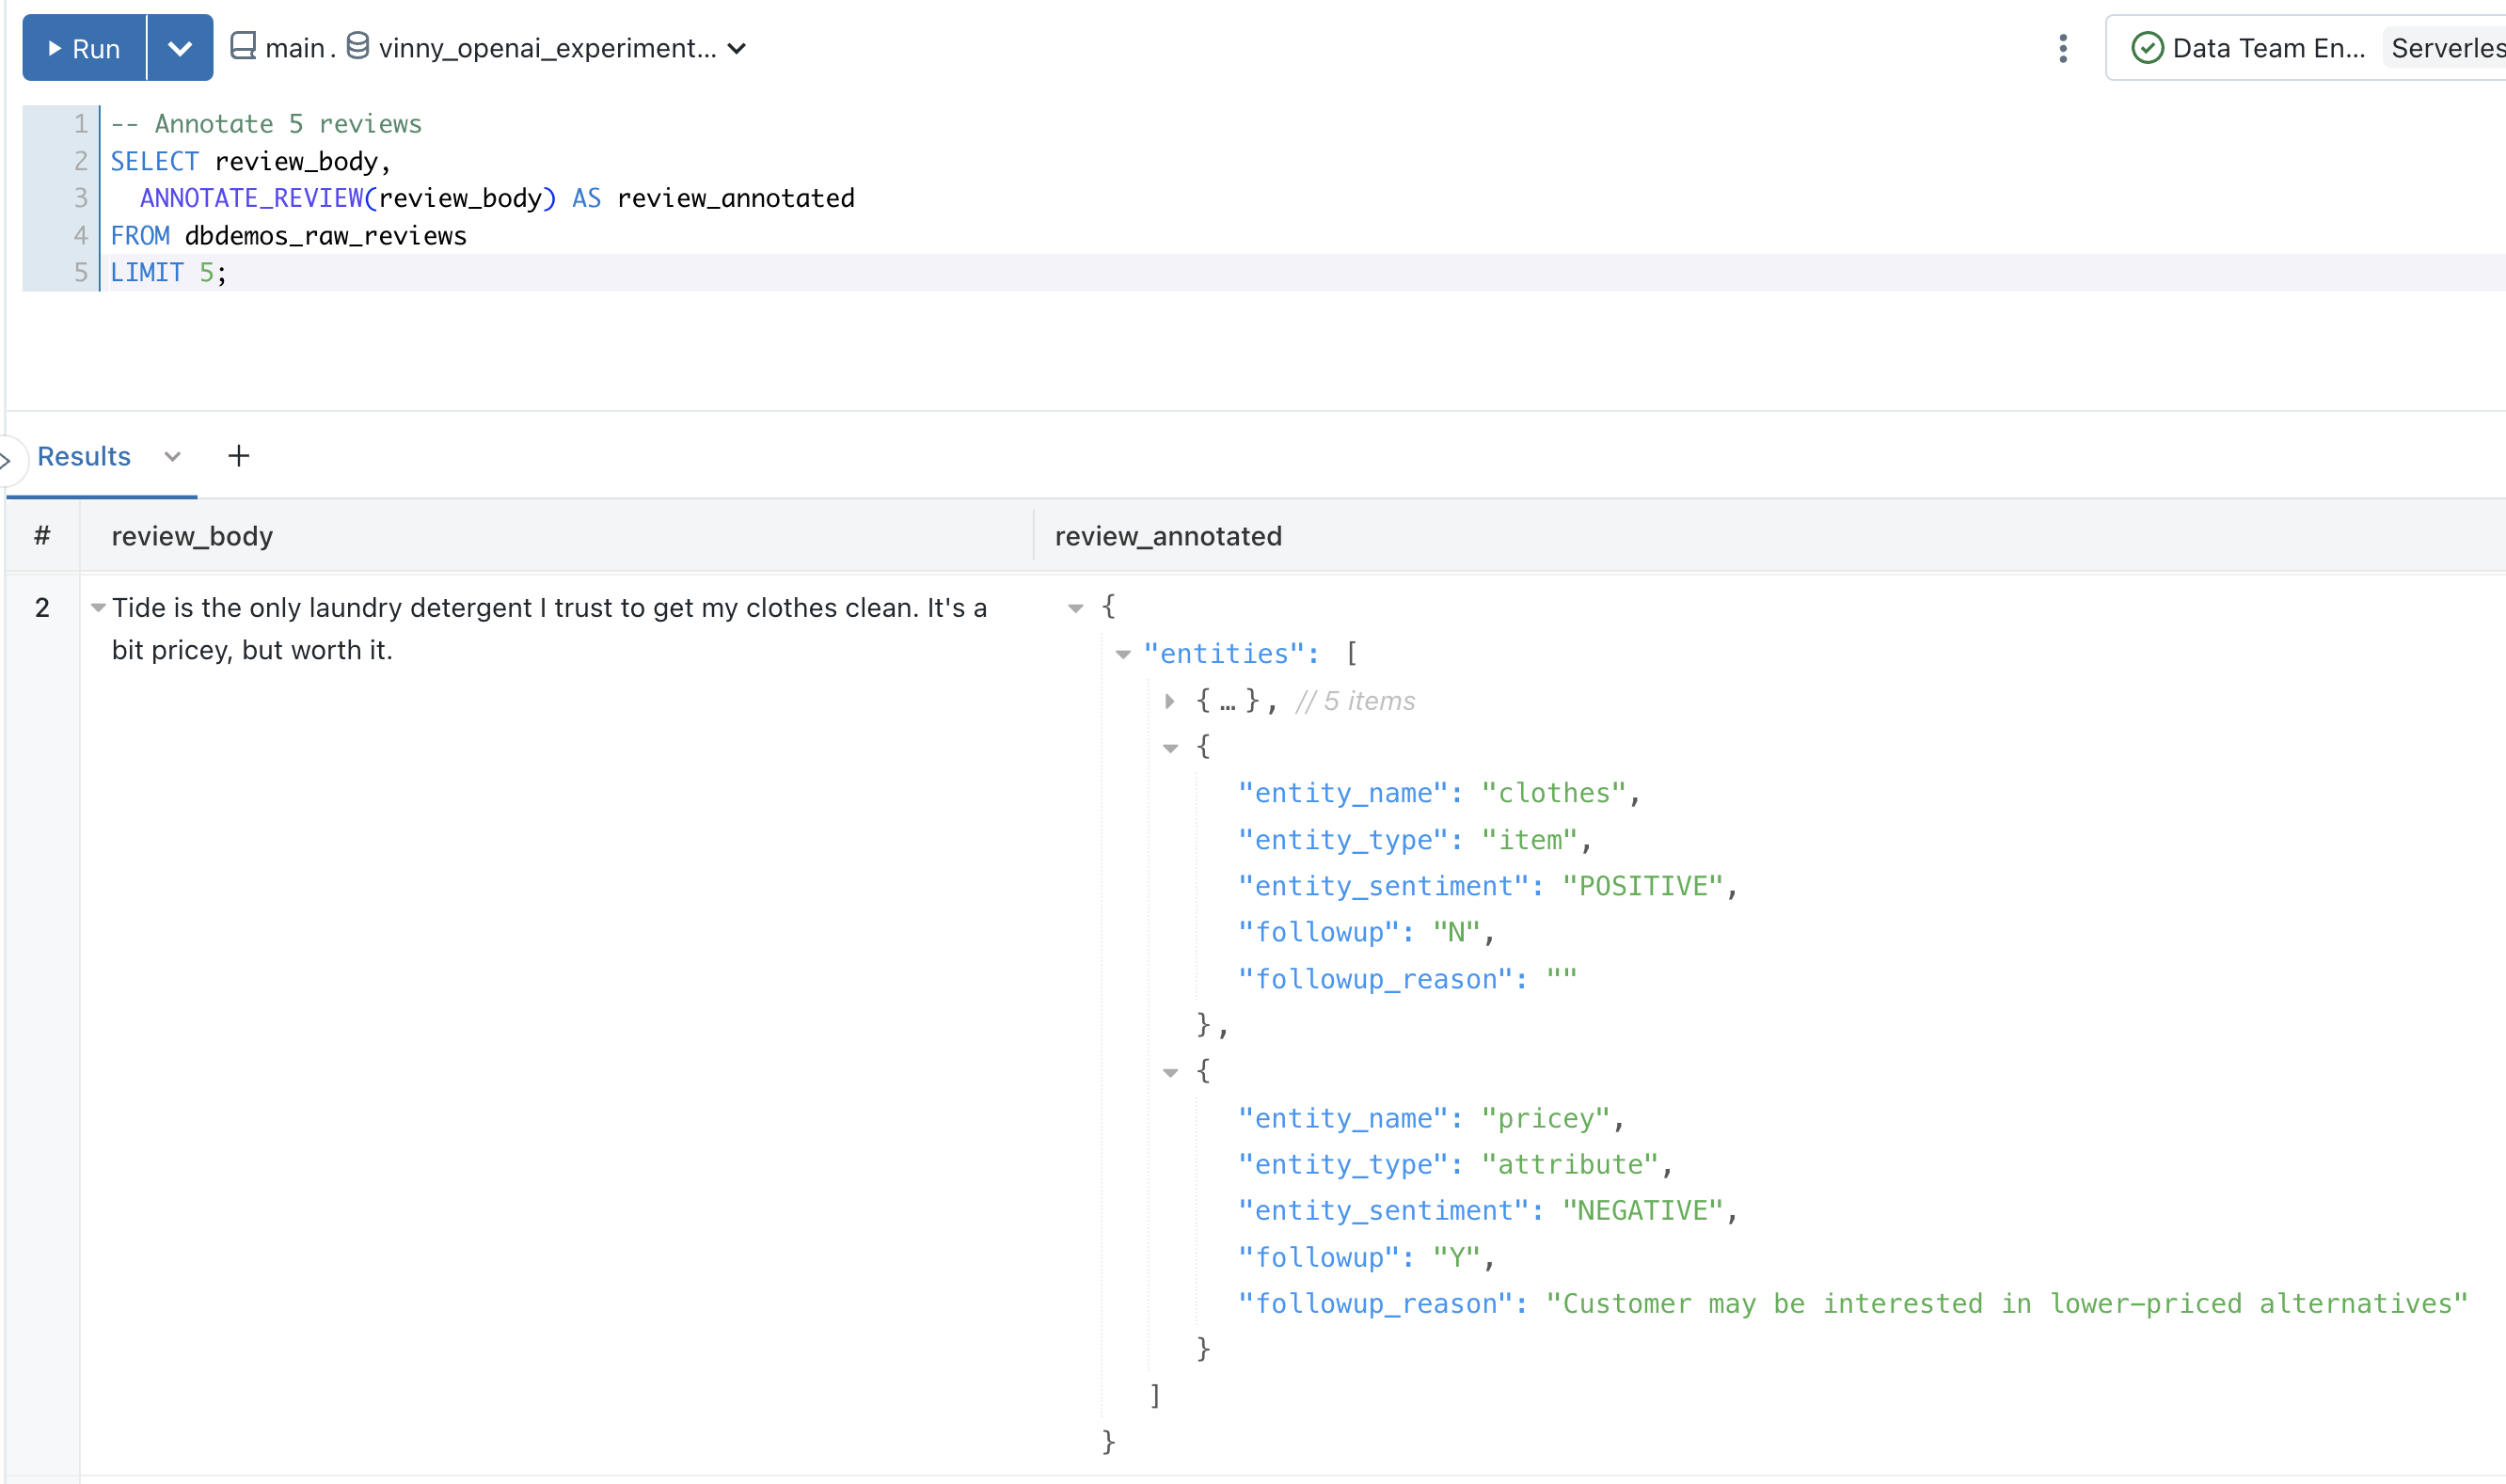 Run main. vinny_openai_experiment... Data Team En... Serverles
1 -- Annotate 5 reviews
2 SELECT review_body,
3 ANNOTATE_REVIEW(review_body) AS review_annotated
4 FROM dbdemos_raw_reviews
5 LIMIT 5;
Results +
# review_body review_annotated
2 Tide is the only laundry detergent I trust to get my clothes clean. It's a
bit pricey, but worth it.
{
"entities": [
{ … }, // 5 items
{
"entity_name": "clothes",
"entity_type": "item",
"entity_sentiment": "POSITIVE",
"followup": "N",
"followup_reason": ""
},
{
"entity_name": "pricey",
"entity_type": "attribute",
"entity_sentiment": "NEGATIVE",
"followup": "Y",
"followup_reason": "Customer may be interested in lower-priced alternatives"
}
]
}